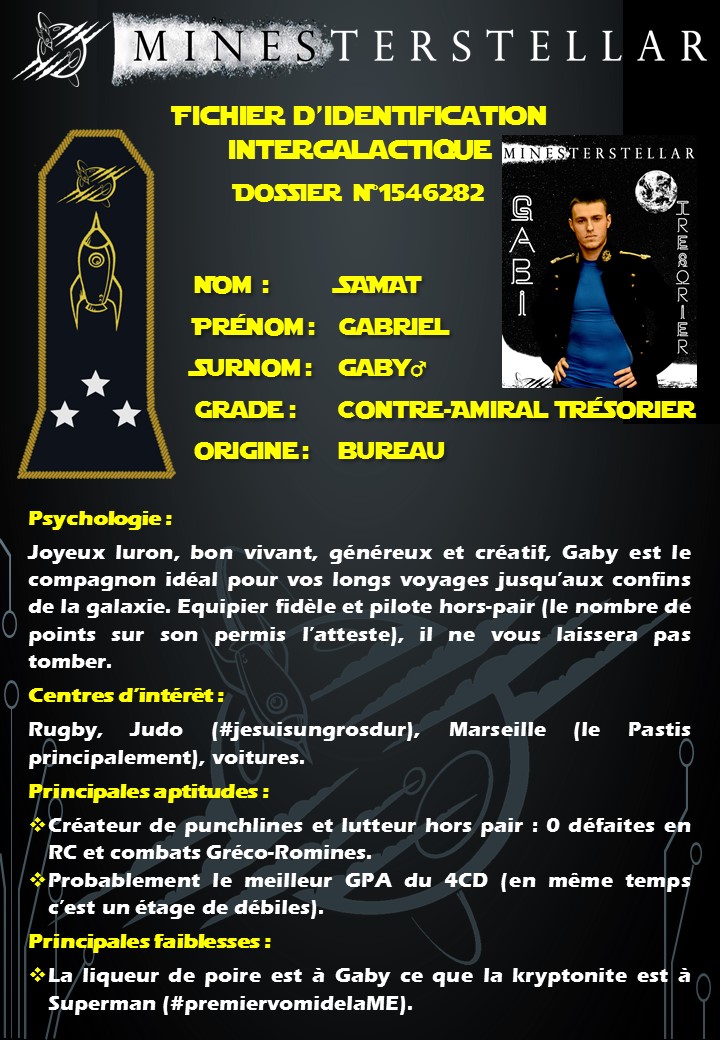 MINESTERSTELLAR
FICHIER D'IDENTIFICATION
INTERGALACTIQUE
DOSSIER N°1546282
MINESTERSTELLAR
GABI
TRESORIER
NOM : SAMAT
PRÉNOM : GABRIEL
SURNOM : GABY♂
GRADE : CONTRE-AMIRAL TRÉSORIER
ORIGINE : BUREAU
Psychologie :
Joyeux luron, bon vivant, généreux et créatif, Gaby est le
compagnon idéal pour vos longs voyages jusqu'aux confins
de la galaxie. Equipier fidèle et pilote hors-pair (le nombre de
points sur son permis l'atteste), il ne vous laissera pas
tomber.
Centres d'intérêt :
Rugby, Judo (#jesuisungrosdur), Marseille (le Pastis
principalement), voitures.
Principales aptitudes :
❖Créateur de punchlines et lutteur hors pair : 0 défaites en
RC et combats Gréco-Romines.
❖Probablement le meilleur GPA du 4CD (en même temps
c'est un étage de débiles).
Principales faiblesses :
❖La liqueur de poire est à Gaby ce que la kryptonite est à
Superman (#premiervomidelaME).